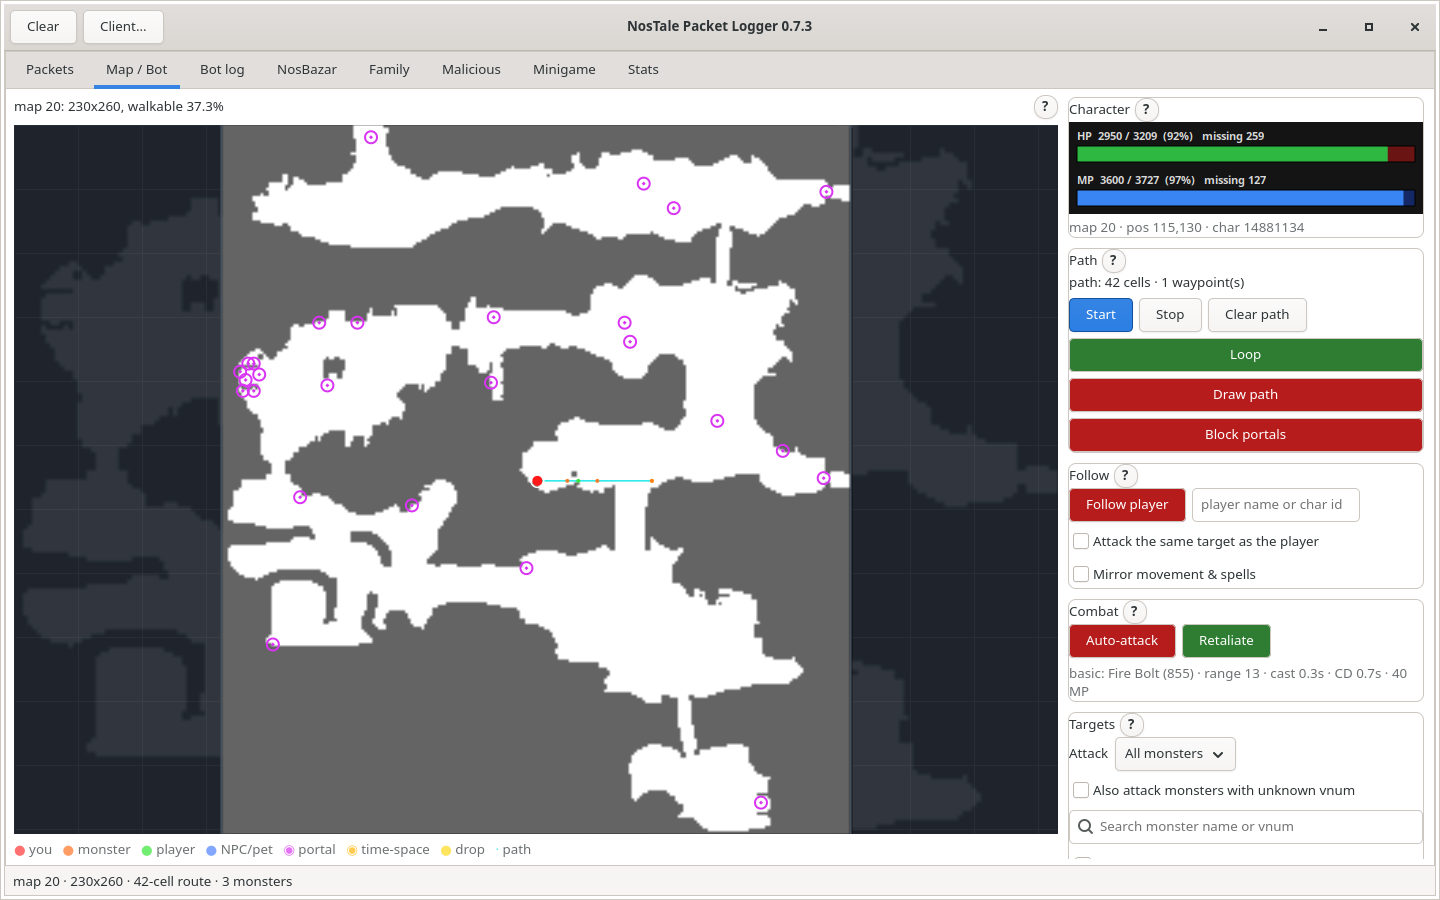 Clear
Client...
NosTale Packet Logger 0.7.3
Packets
Map / Bot
Bot log
NosBazar
Family
Malicious
Minigame
Stats
map 20: 230x260, walkable 37.3%
?
Character ?
HP 2950 / 3209 (92%) missing 259
MP 3600 / 3727 (97%) missing 127
map 20 · pos 115,130 · char 14881134
Path ?
path: 42 cells · 1 waypoint(s)
Start
Stop
Clear path
Loop
Draw path
Block portals
Follow ?
Follow player
player name or char id
Attack the same target as the player
Mirror movement & spells
Combat ?
Auto-attack
Retaliate
basic: Fire Bolt (855) · range 13 · cast 0.3s · CD 0.7s · 40
MP
Targets ?
Attack
All monsters
Also attack monsters with unknown vnum
Search monster name or vnum
you
monster
player
NPC/pet
portal
time-space
drop
path
map 20 · 230x260 · 42-cell route · 3 monsters